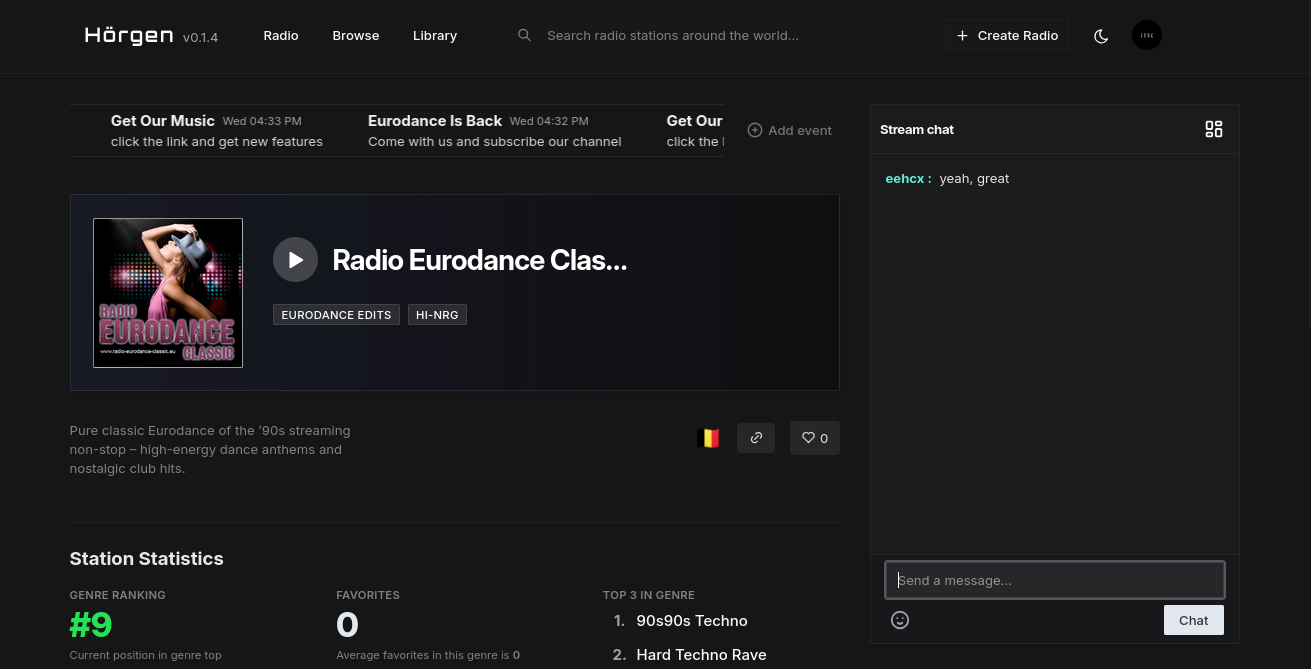 Hörgen v0.1.4
Radio
Browse
Library
Search radio stations around the world...
Create Radio
Get Our Music Wed 04:33 PM
click the link and get new features
Eurodance Is Back Wed 04:32 PM
Come with us and subscribe our channel
Get Our
click the l
Add event
RADIO
EURODANCE
www.radio-eurodance-classic.eu
CLASSIC
Radio Eurodance Clas...
EURODANCE EDITS
HI-NRG
Pure classic Eurodance of the ’90s streaming
non-stop – high-energy dance anthems and
nostalgic club hits.
0
Station Statistics
GENRE RANKING
#9
Current position in genre top
FAVORITES
0
Average favorites in this genre is 0
TOP 3 IN GENRE
1. 90s90s Techno
2. Hard Techno Rave
Stream chat
eehcx : yeah, great
Send a message...
Chat